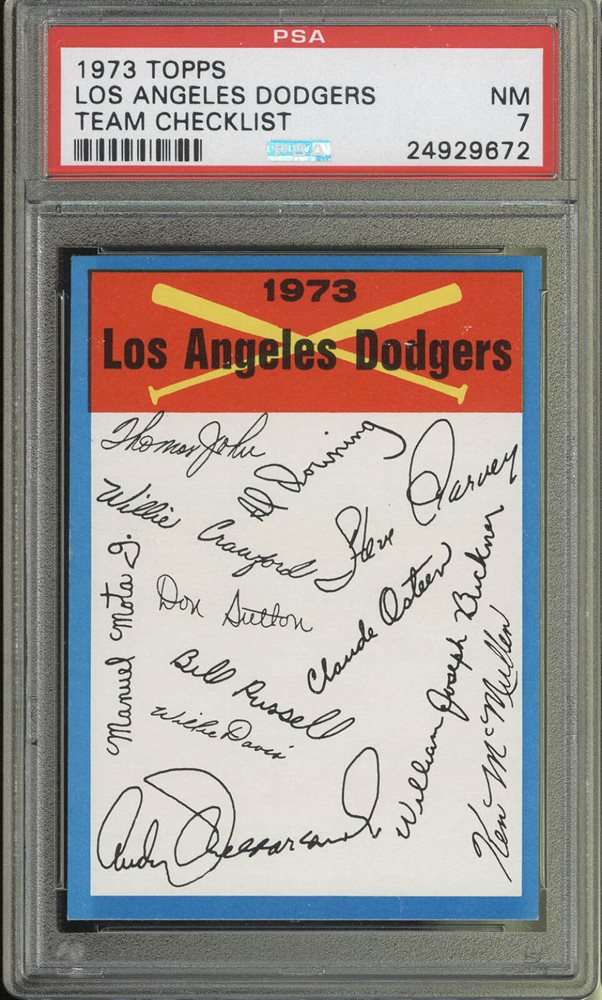 PSA
1973 TOPPS
LOS ANGELES DODGERS NM
TEAM CHECKLIST 7
24929672
1973
Los Angeles Dodgers
Thomas John
Al Downing
Steve Garvey
Willie Crawford
Don Sutton
Claude Osteen
Manuel Mota J.
Bill Russell
Willie Davis
William Joseph Buckner
Ken McMullen
Andy Messersmith